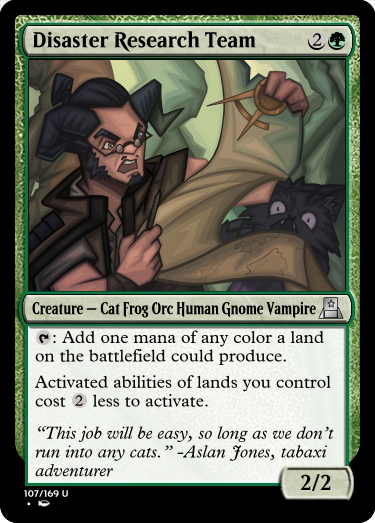 Disaster Research Team 2
Creature — Cat Frog Orc Human Gnome Vampire
: Add one mana of any color a land
on the battlefield could produce.
Activated abilities of lands you control
cost 2 less to activate.
"This job will be easy, so long as we don't
run into any cats." -Aslan Jones, tabaxi
adventurer
2/2
107/169 U